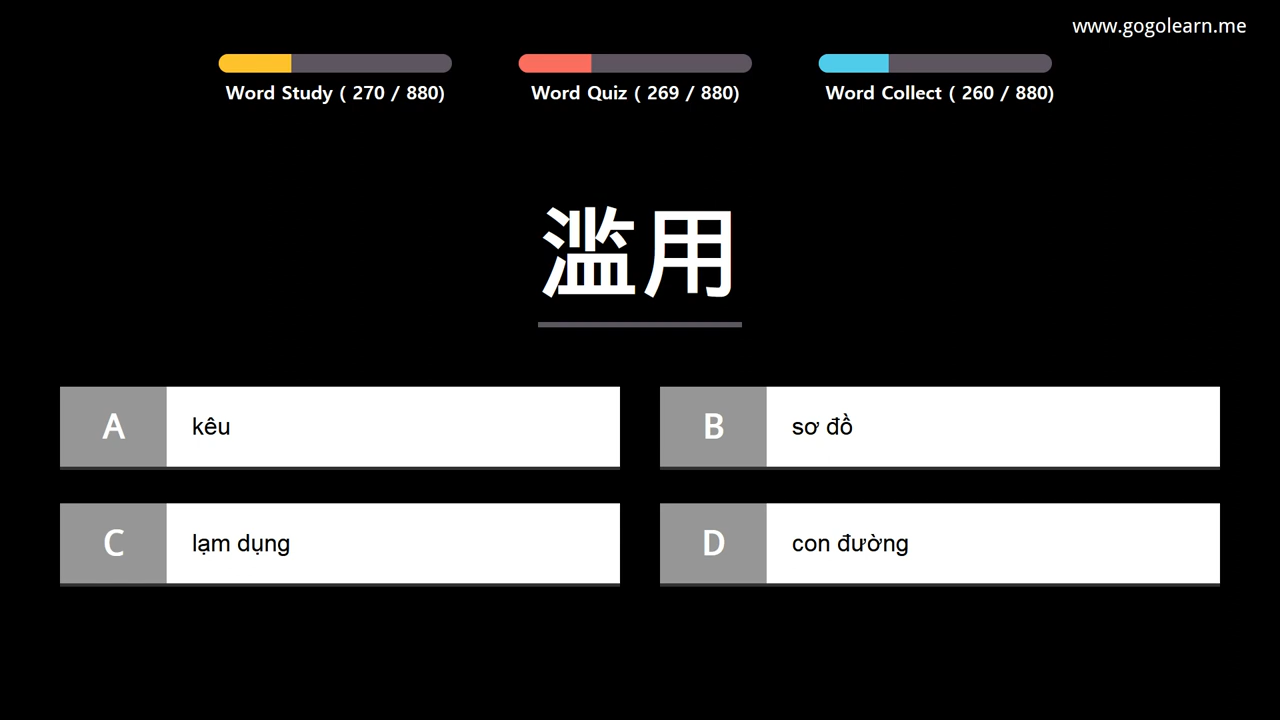 www.gogolearn.me
Word Study ( 270 / 880)
Word Quiz ( 269 / 880)
Word Collect ( 260 / 880)
滥用
A kêu
B sơ đồ
C lạm dụng
D con đường